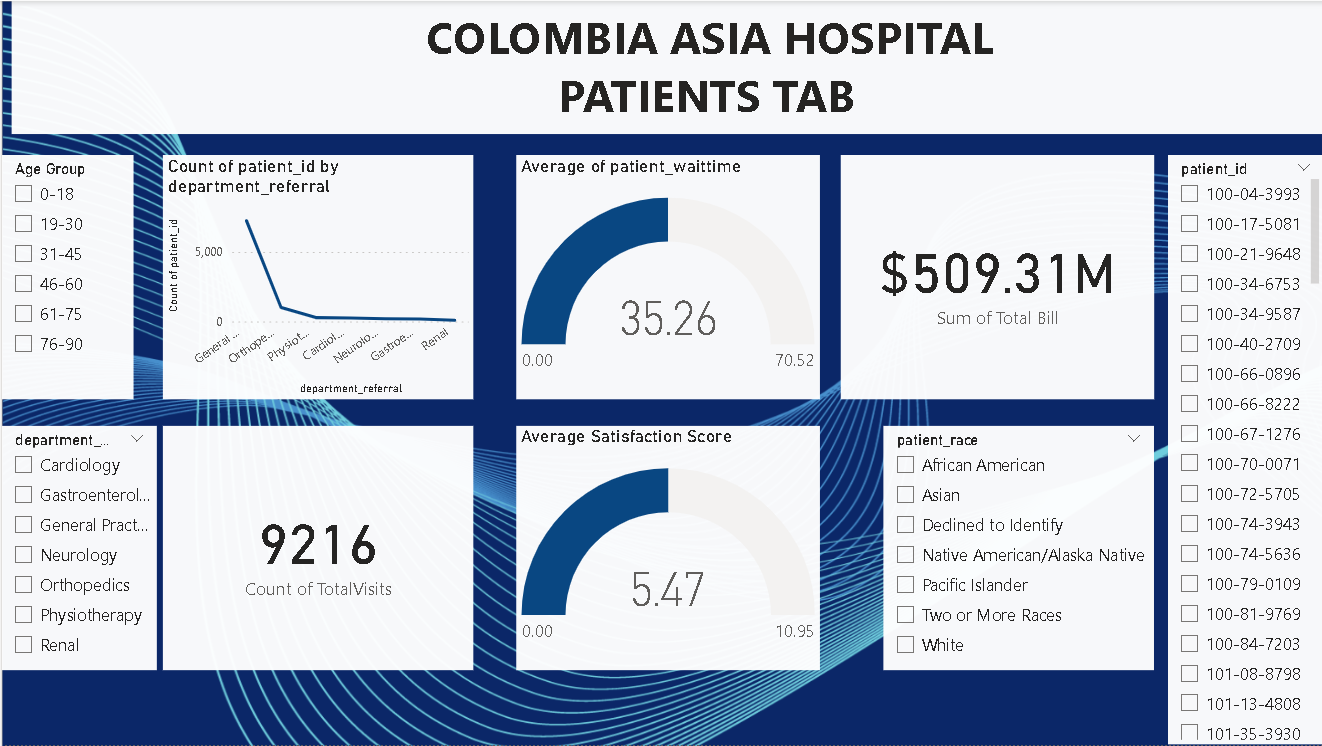 COLOMBIA ASIA HOSPITAL
PATIENTS TAB
Age Group
0-18
19-30
31-45
46-60
61-75
76-90
Count of patient_id by
department_referral
Count of patient_id
5,000
0
General ...
Orthope...
Physiot...
Cardiol...
Neurolo...
Gastroe...
Renal
department_referral
Average of patient_waittime
35.26
0.00
70.52
$509.31M
Sum of Total Bill
patient_id
100-04-3993
100-17-5081
100-21-9648
100-34-6753
100-34-9587
100-40-2709
100-66-0896
100-66-8222
100-67-1276
100-70-0071
100-72-5705
100-74-3943
100-74-5636
100-79-0109
100-81-9769
100-84-7203
101-08-8798
101-13-4808
101-35-3930
department_...
Cardiology
Gastroenterol...
General Pract...
Neurology
Orthopedics
Physiotherapy
Renal
9216
Count of TotalVisits
Average Satisfaction Score
5.47
0.00
10.95
patient_race
African American
Asian
Declined to Identify
Native American/Alaska Native
Pacific Islander
Two or More Races
White